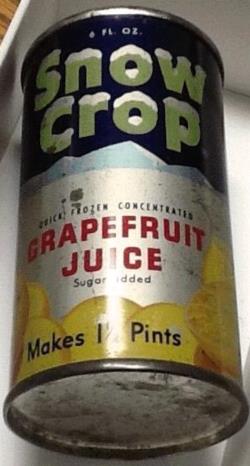 6 FL. OZ.
Snow
Crop
QUICK FROZEN CONCENTRATED
GRAPEFRUIT
JUICE
Sugar added
Makes 1½ Pints